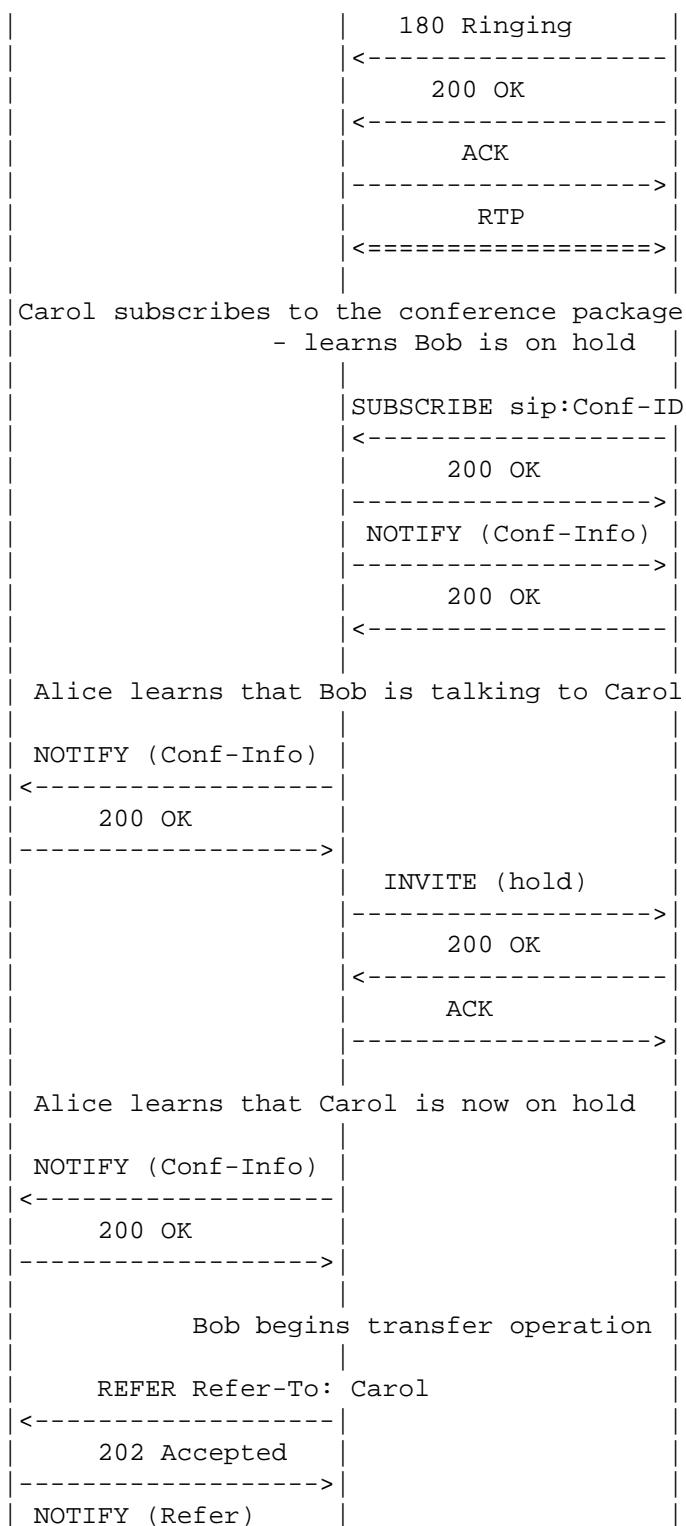 180 Ringing
200 OK
ACK
RTP
Carol subscribes to the conference package
- learns Bob is on hold
SUBSCRIBE sip:Conf-ID
200 OK
NOTIFY (Conf-Info)
200 OK
Alice learns that Bob is talking to Carol
NOTIFY (Conf-Info)
200 OK
INVITE (hold)
200 OK
ACK
Alice learns that Carol is now on hold
NOTIFY (Conf-Info)
200 OK
Bob begins transfer operation
REFER Refer-To: Carol
202 Accepted
NOTIFY (Refer)